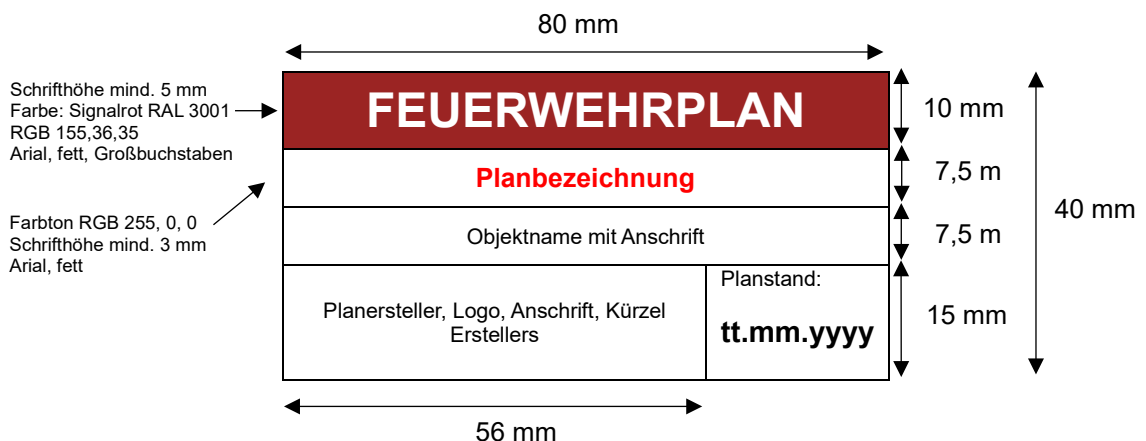 80 mm
Schrifthöhe mind. 5 mm
Farbe: Signalrot RAL 3001
RGB 155,36,35
Arial, fett, Großbuchstaben
FEUERWEHRPLAN
10 mm
Planbezeichnung
7,5 m
Farbton RGB 255, 0, 0
Schrifthöhe mind. 3 mm
Arial, fett
Objektname mit Anschrift
7,5 m
40 mm
Planersteller, Logo, Anschrift, Kürzel
Erstellers
Planstand:
tt.mm.yyyy
15 mm
56 mm